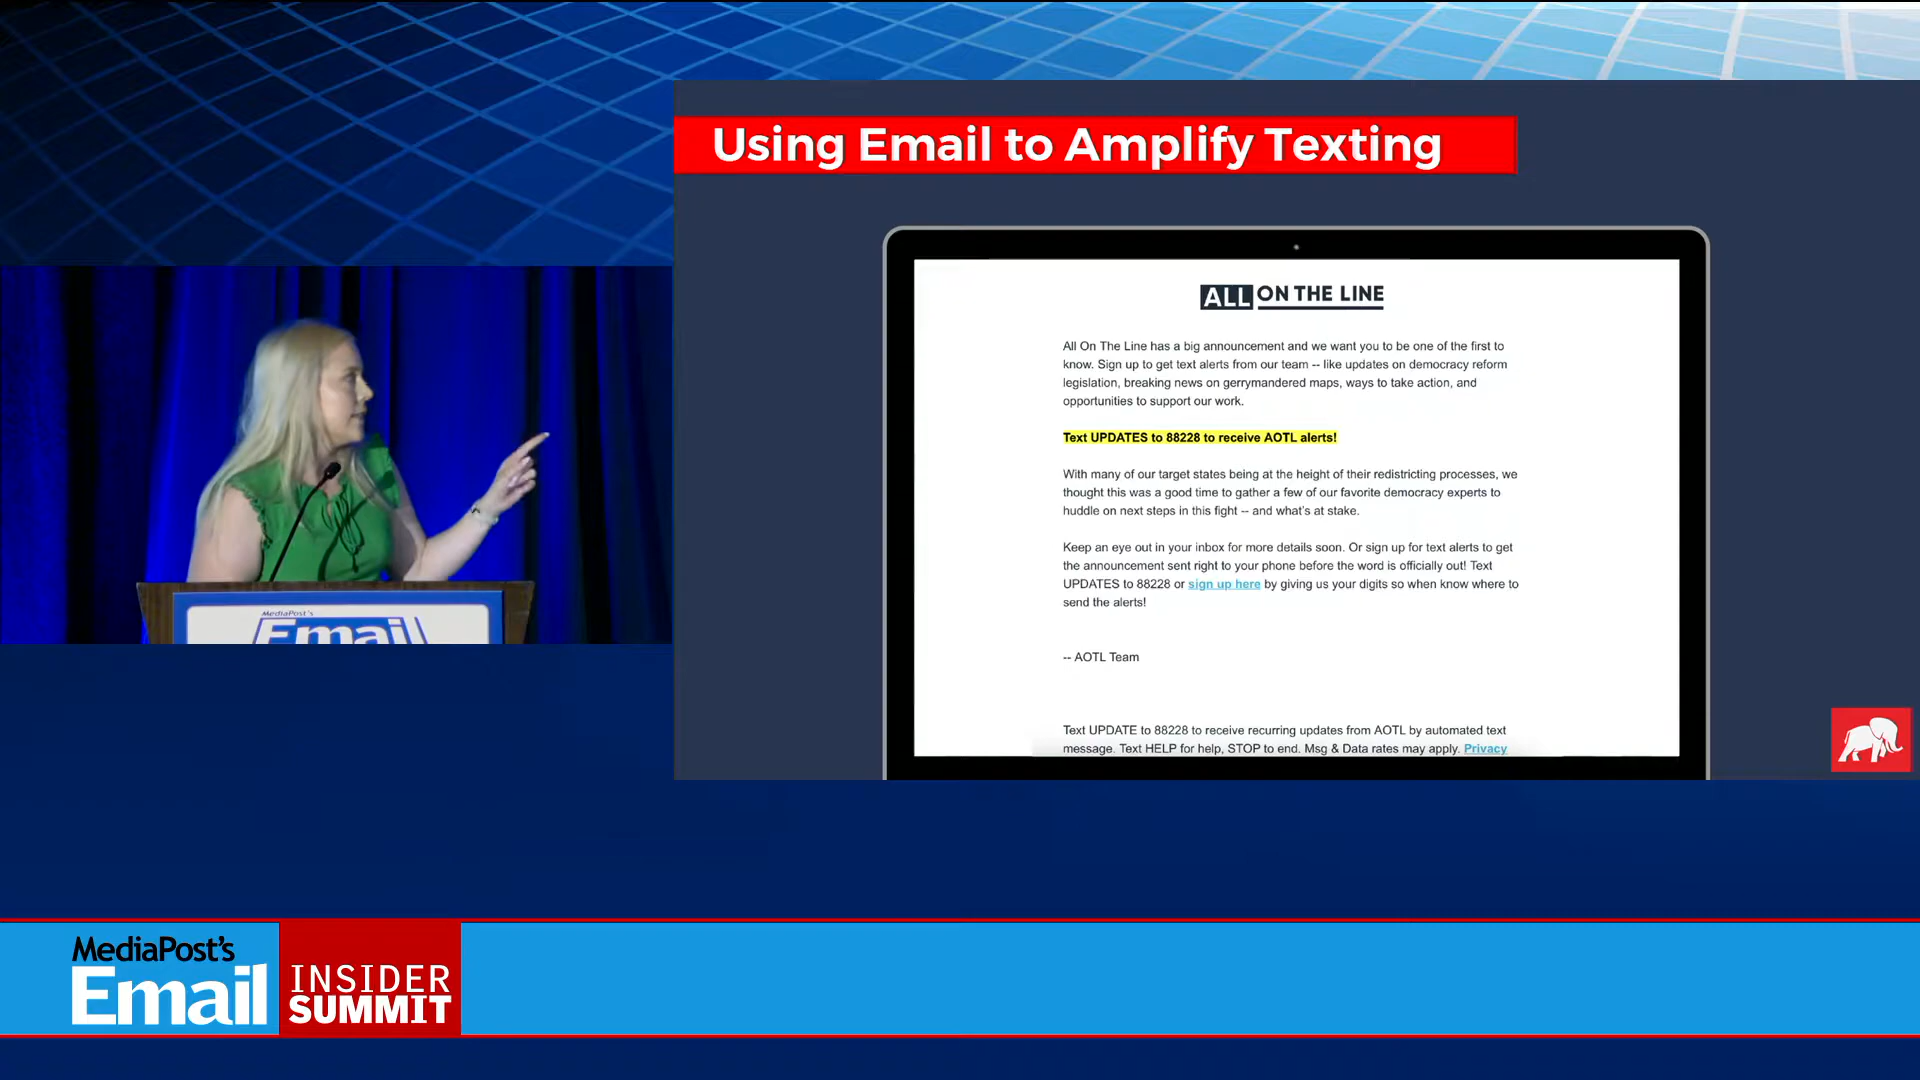 Using Email to Amplify Texting
ALL ON THE LINE
All On The Line has a big announcement and we want you to be one of the first to
know. Sign up to get text alerts from our team -- like updates on democracy reform
legislation, breaking news on gerrymandered maps, ways to take action, and
opportunities to support our work.
Text UPDATES to 88228 to receive AOTL alerts!
With many of our target states being at the height of their redistricting processes, we
thought this was a good time to gather a few of our favorite democracy experts to
huddle on next steps in this fight -- and what's at stake.
Keep an eye out in your inbox for more details soon. Or sign up for text alerts to get
the announcement sent right to your phone before the word is officially out! Text
UPDATES to 88228 or sign up here by giving us your digits so when know where to
send the alerts!
-- AOTL Team
Text UPDATE to 88228 to receive recurring updates from AOTL by automated text
message. Text HELP for help, STOP to end. Msg & Data rates may apply. Privacy
MediaPost's
Email
MediaPost's
Email
INSIDER
SUMMIT